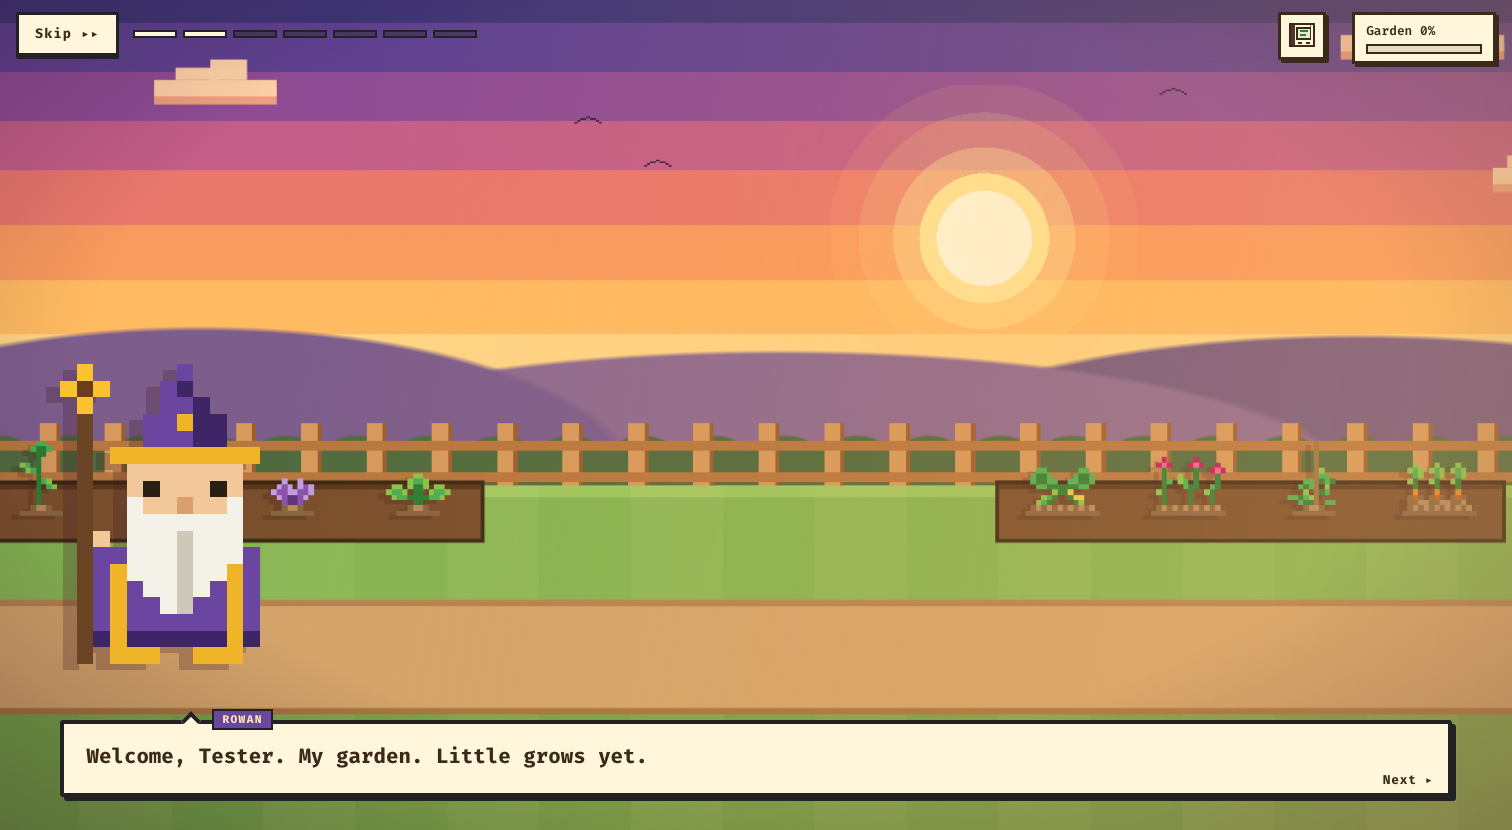 Skip ▸▸
Garden 0%
ROWAN
Welcome, Tester. My garden. Little grows yet.
Next ▸